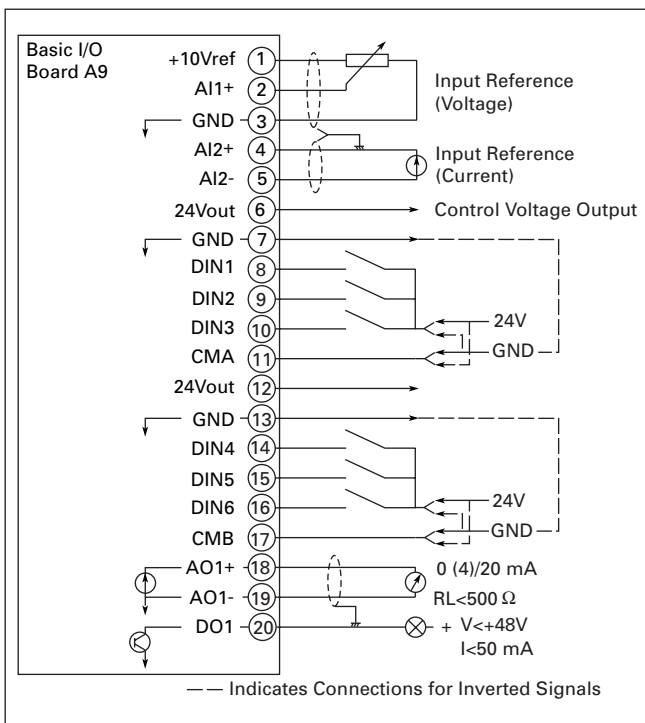 Basic I/O
Board A9
+10Vref 1
AI1+ 2
GND 3
AI2+ 4
AI2- 5
24Vout 6
GND 7
DIN1 8
DIN2 9
DIN3 10
CMA 11
24Vout 12
GND 13
DIN4 14
DIN5 15
DIN6 16
CMB 17
AO1+ 18
AO1- 19
DO1 20
Input Reference
(Voltage)
Input Reference
(Current)
Control Voltage Output
24V
GND
24V
GND
0 (4)/20 mA
RL<500 Ω
+ V<+48V
I<50 mA
— — Indicates Connections for Inverted Signals